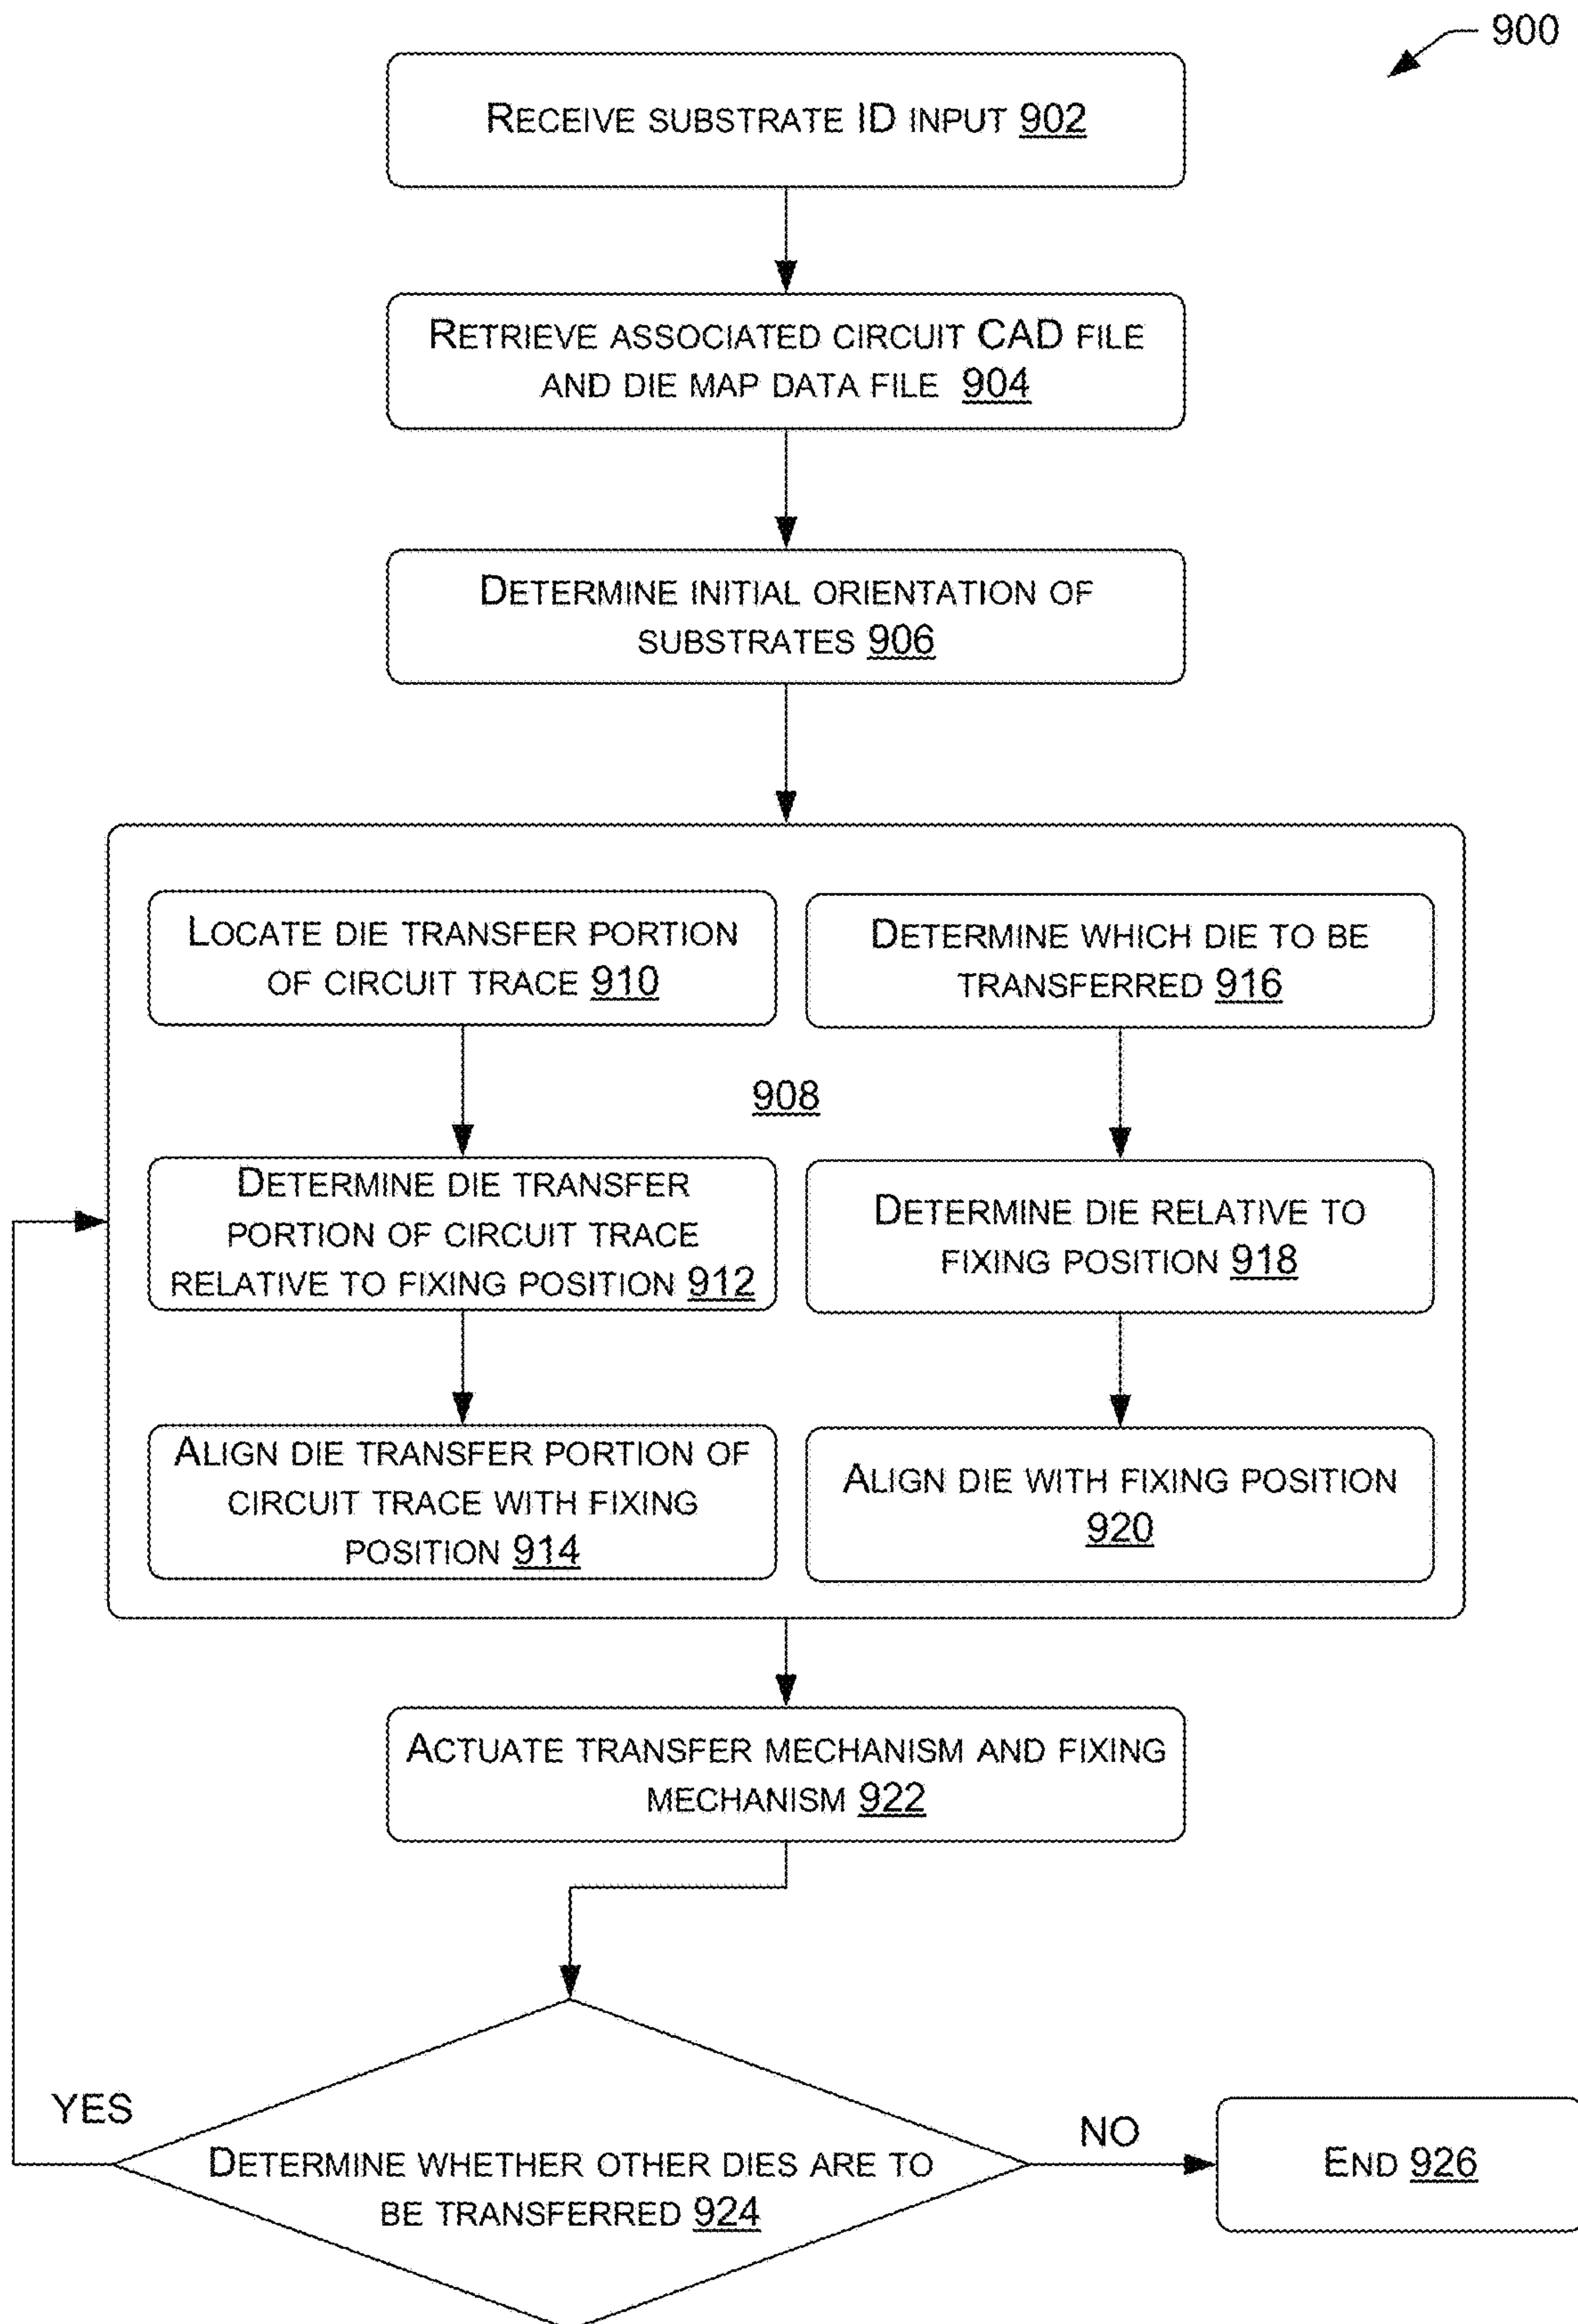 900
RECEIVE SUBSTRATE ID INPUT 902
RETRIEVE ASSOCIATED CIRCUIT CAD FILE
AND DIE MAP DATA FILE 904
DETERMINE INITIAL ORIENTATION OF
SUBSTRATES 906
LOCATE DIE TRANSFER PORTION
OF CIRCUIT TRACE 910
DETERMINE WHICH DIE TO BE
TRANSFERRED 916
908
DETERMINE DIE TRANSFER
PORTION OF CIRCUIT TRACE
RELATIVE TO FIXING POSITION 912
DETERMINE DIE RELATIVE TO
FIXING POSITION 918
ALIGN DIE TRANSFER PORTION OF
CIRCUIT TRACE WITH FIXING
POSITION 914
ALIGN DIE WITH FIXING POSITION
920
ACTUATE TRANSFER MECHANISM AND FIXING
MECHANISM 922
YES
DETERMINE WHETHER OTHER DIES ARE TO
BE TRANSFERRED 924
NO
END 926